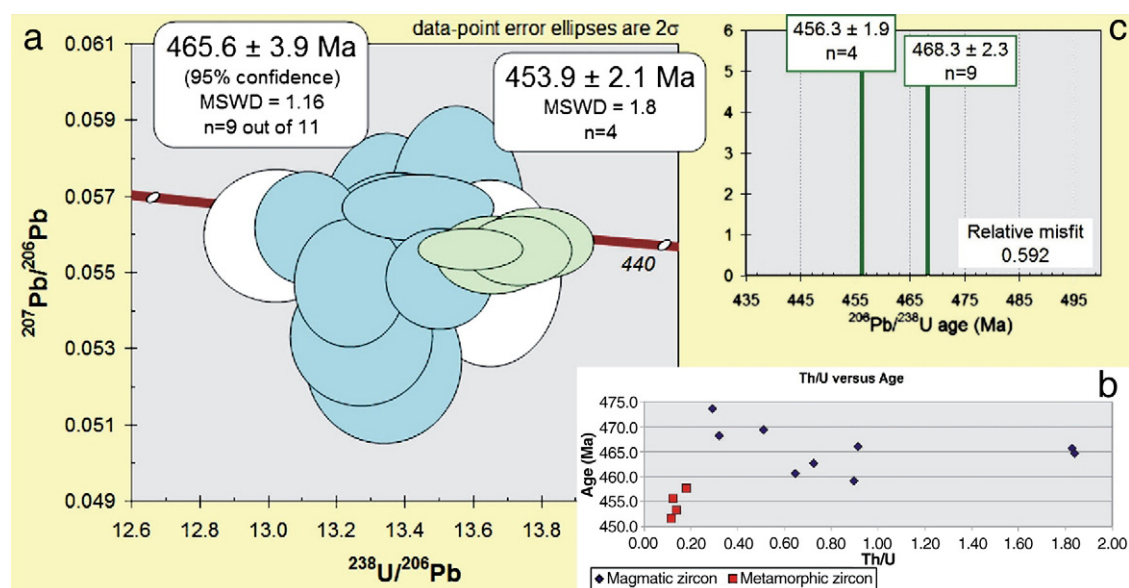 a
data-point error ellipses are 2σ
465.6 ± 3.9 Ma
(95% confidence)
MSWD = 1.16
n=9 out of 11
453.9 ± 2.1 Ma
MSWD = 1.8
n=4
0.061
0.059
0.057
0.055
0.053
0.051
0.049
²⁰⁷Pb/²⁰⁶Pb
440
12.6
13.0
13.4
13.8
²³⁸U/²⁰⁶Pb
c
456.3 ± 1.9
n=4
468.3 ± 2.3
n=9
6
5
4
3
2
1
0
Relative misfit
0.592
435
445
455
465
475
485
495
²⁰⁶Pb/²³⁸U age (Ma)
b
Th/U versus Age
Age (Ma)
475.0
470.0
465.0
460.0
455.0
450.0
0.00
0.20
0.40
0.60
0.80
1.00
1.20
1.40
1.60
1.80
2.00
Th/U
Magmatic zircon
Metamorphic zircon